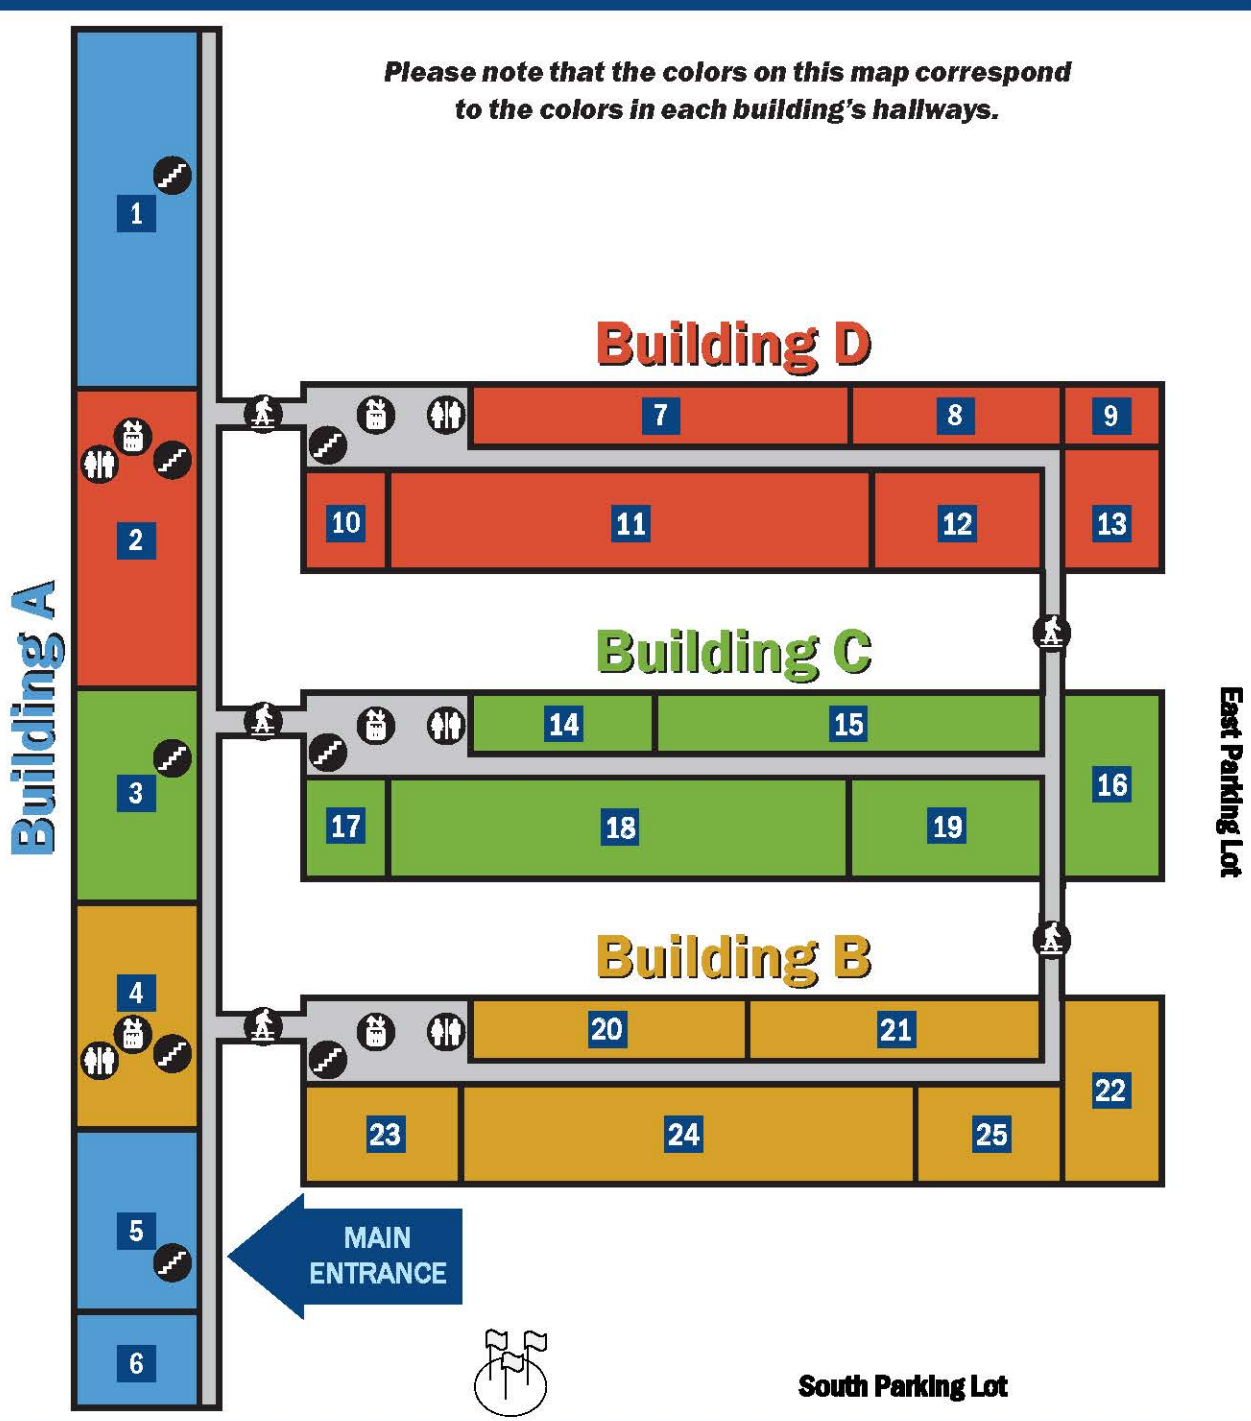 Please note that the colors on this map correspond
to the colors in each building's hallways.
1
Building D
7
8
9
2
10
11
12
13
Building A
Building C
14
15
3
16
17
18
19
East Parking Lot
Building B
4
20
21
22
23
24
25
5
MAIN
ENTRANCE
6
South Parking Lot